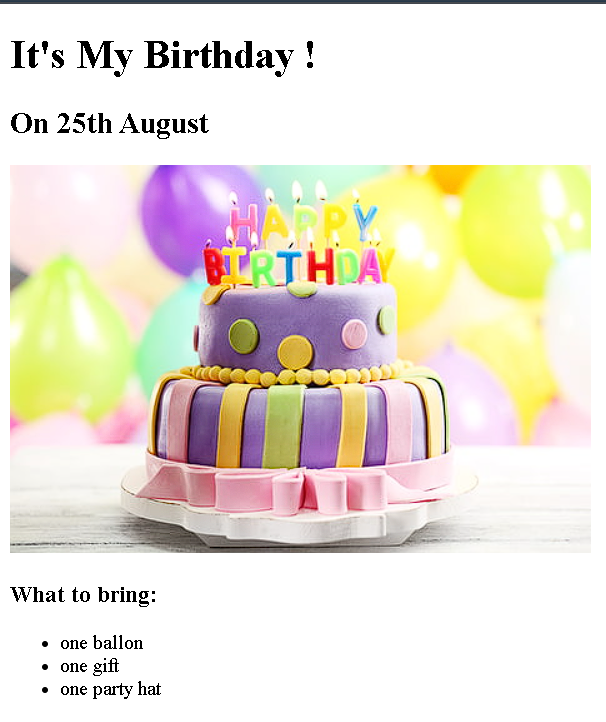 It's My Birthday !
On 25th August
HAPPY
BIRTHDAY
What to bring:
one ballon
one gift
one party hat